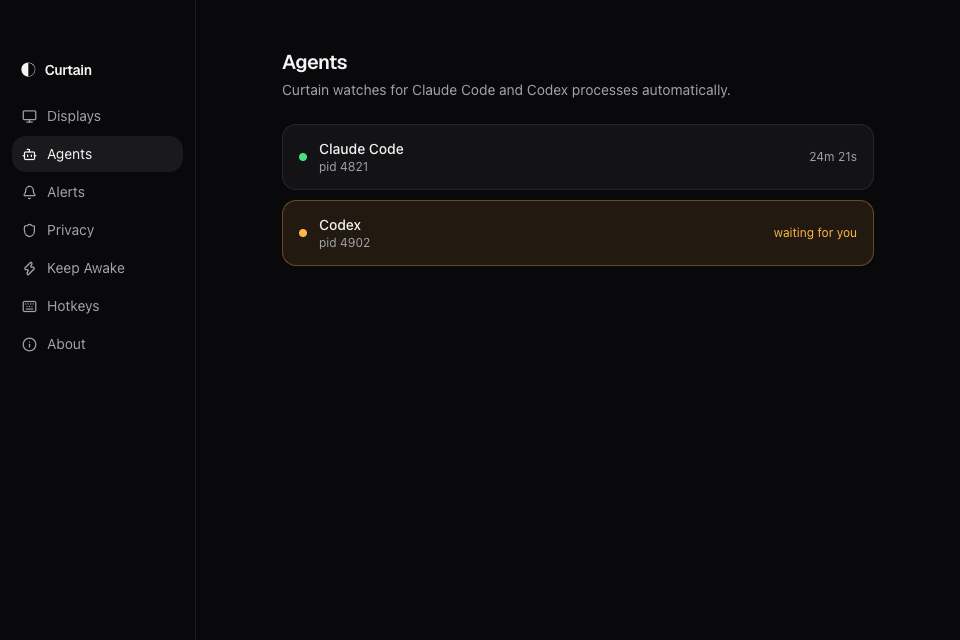 Curtain
Displays
Agents
Alerts
Privacy
Keep Awake
Hotkeys
About
Agents
Curtain watches for Claude Code and Codex processes automatically.
Claude Code
pid 4821
24m 21s
Codex
pid 4902
waiting for you